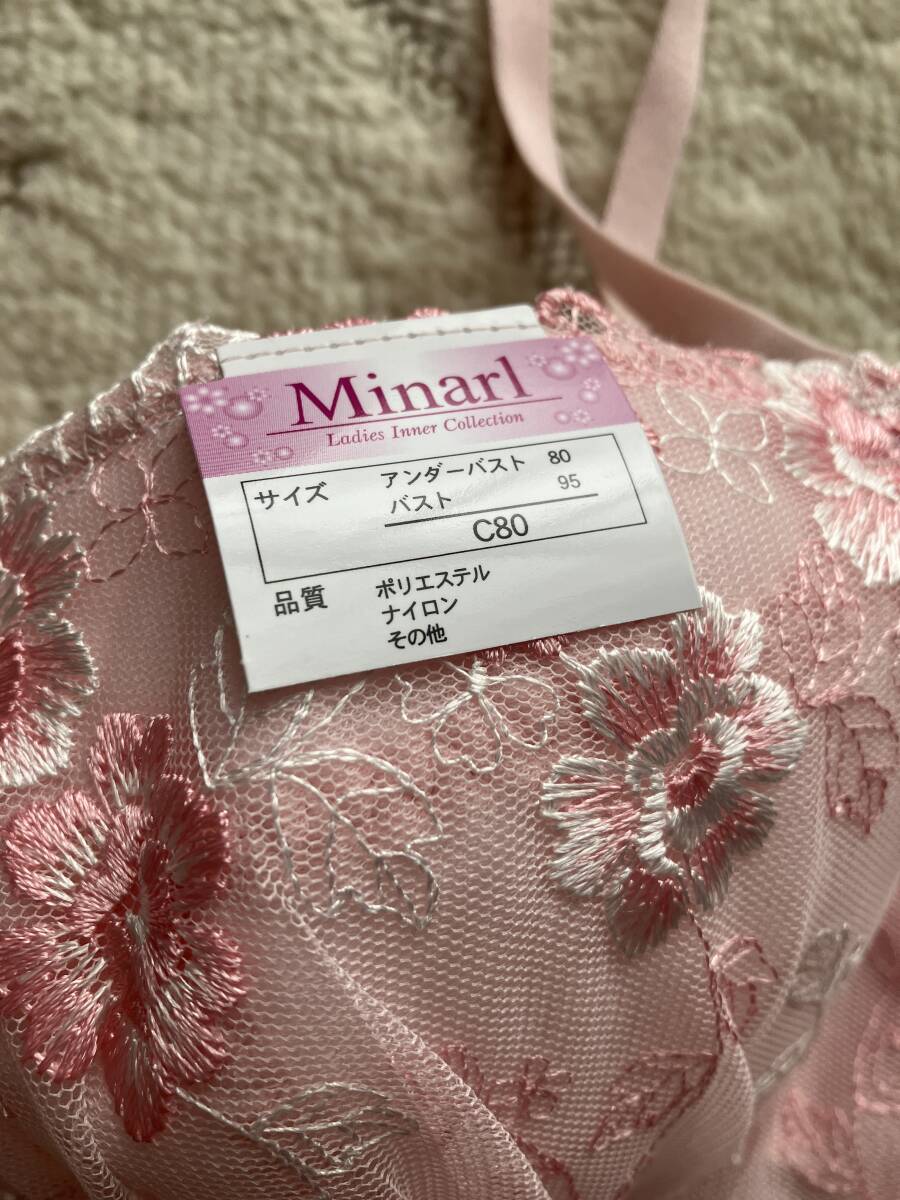 Minarl
Ladies Inner Collection
サイズ アンダーバスト 80
バスト 95
C80
品質 ポリエステル
ナイロン
その他